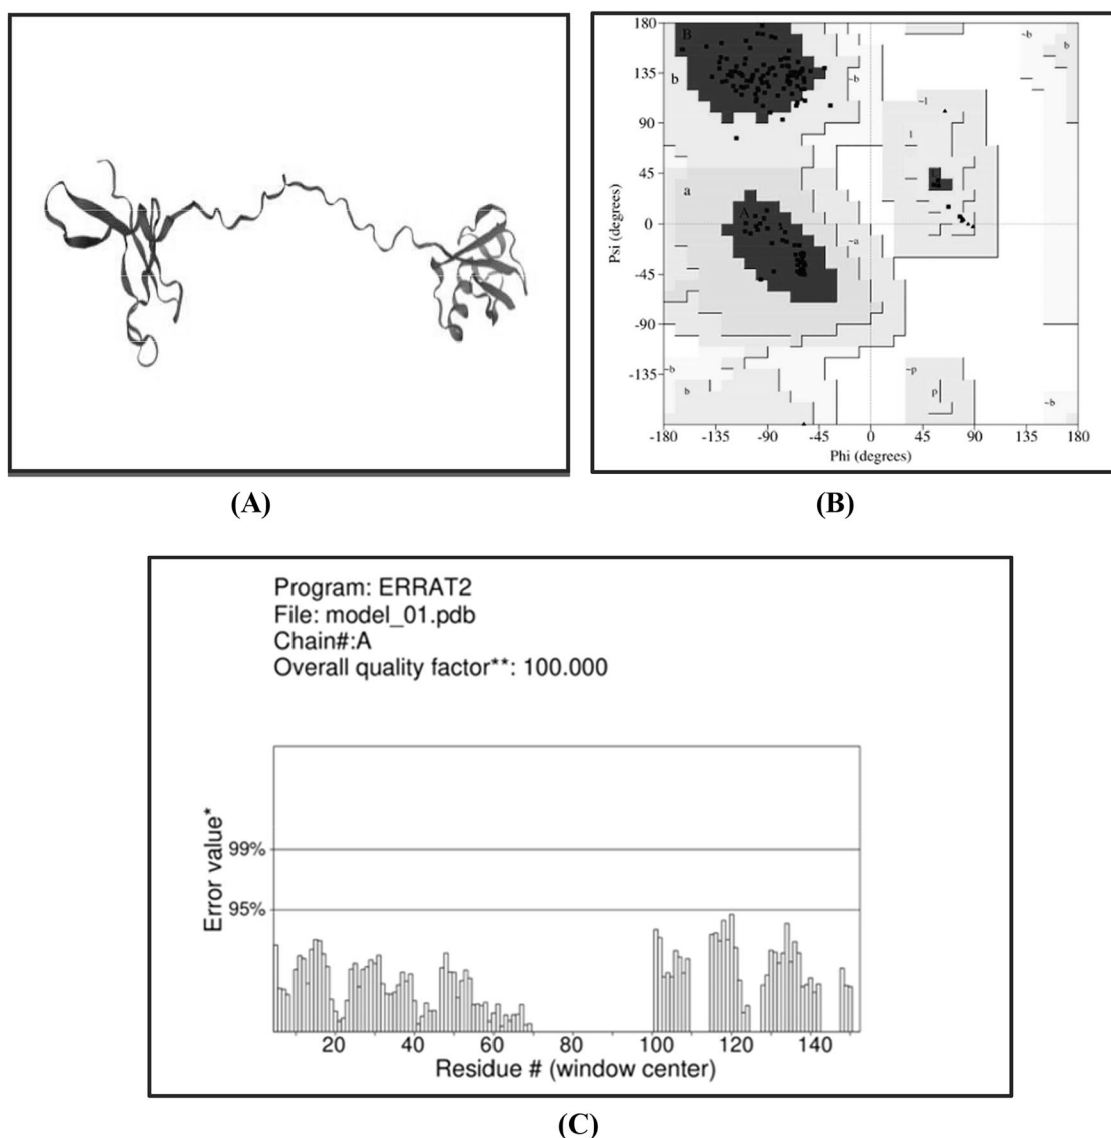 (A)
180
135
90
45
0
-45
-90
-135
Psi (degrees)
B
b
~b
a
A
~a
~l
l
L
~b
b
~b
b
~p
p
~b
-180 -135 -90 -45 0 45 90 135 180
Phi (degrees)
(B)
Program: ERRAT2
File: model_01.pdb
Chain#:A
Overall quality factor**: 100.000
Error value*
99%
95%
20 40 60 80 100 120 140
Residue # (window center)
(C)